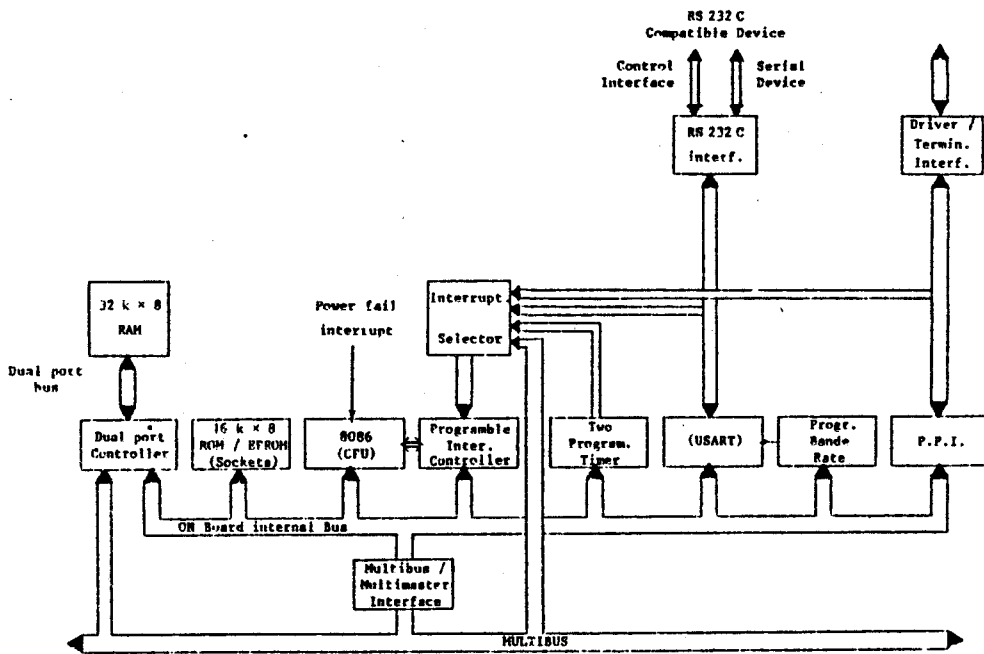 RS 232 C
Compatible Device
Control
Interface
Serial
Device
RS 232 C
interf.
Driver /
Termin.
Interf.
32 k × 8
RAM
Power fail
interrupt
Interrupt.
Selector
Dual port
bus
Dual port
Controller
16 k × 8
ROM / EPROM
(Sockets)
8086
(CPU)
Programble
Inter.
Controller
Two
Program.
Timer
(USART)
Progr.
Bande
Rate
P.P.I.
ON Board internal Bus
Multibus /
Multimaster
Interface
MULTIBUS